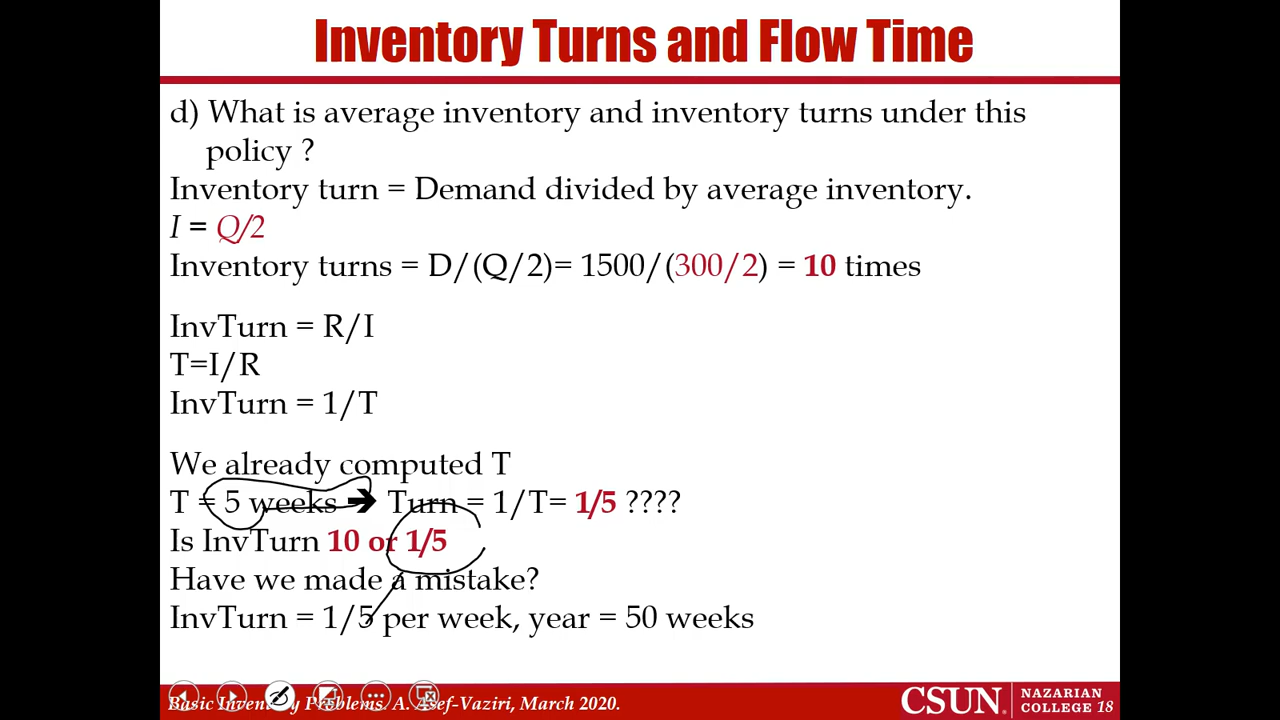 Inventory Turns and Flow Time
d) What is average inventory and inventory turns under this
policy ?
Inventory turn = Demand divided by average inventory.
I = Q/2
Inventory turns = D/(Q/2)= 1500/(300/2) = 10 times
InvTurn = R/I
T=I/R
InvTurn = 1/T
We already computed T
T = 5 weeks ➔ Turn = 1/T= 1/5 ????
Is InvTurn 10 or 1/5
Have we made a mistake?
InvTurn = 1/5 per week, year = 50 weeks
Basic Inventory Problems. A. Asef-Vaziri, March 2020.
CSUN. NAZARIAN
COLLEGE 18